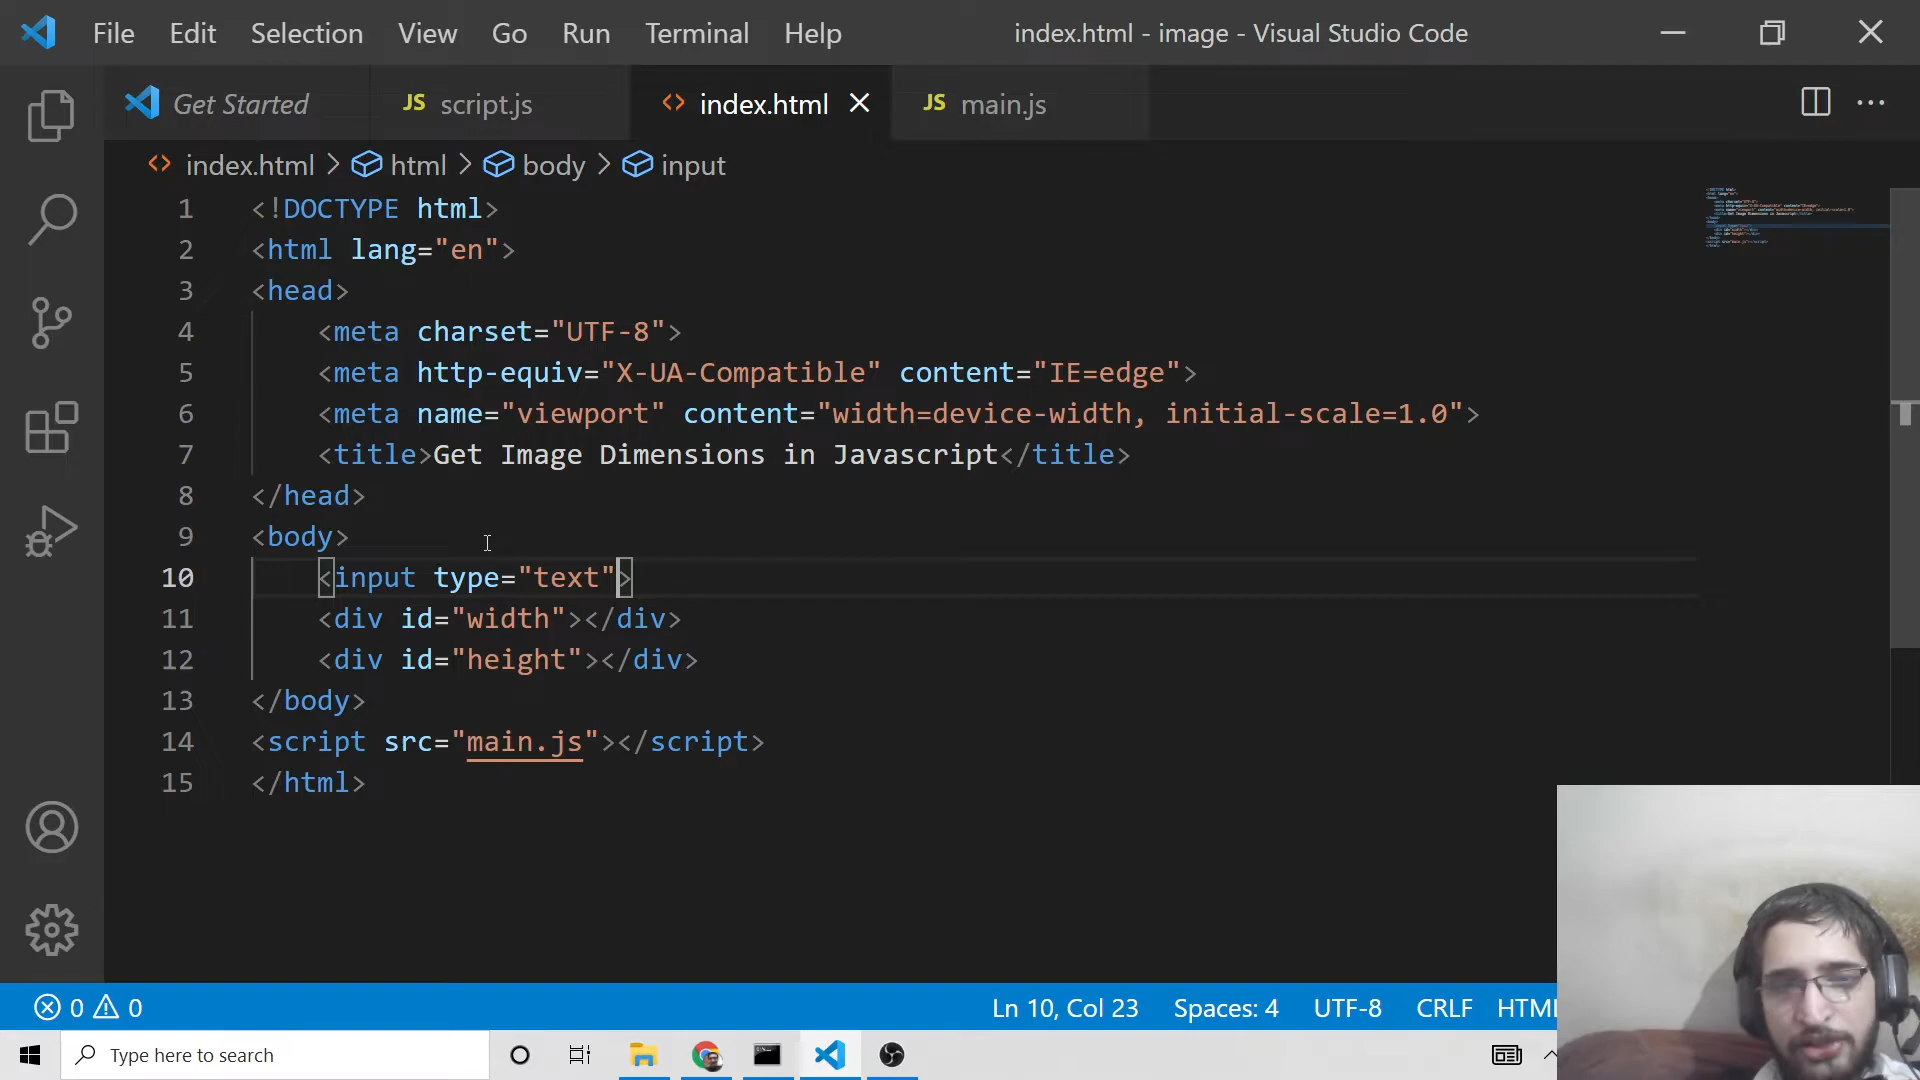 File Edit Selection View Go Run Terminal Help index.html - image - Visual Studio Code
Get Started JS script.js <> index.html JS main.js
<> index.html > html > body > input
1 <!DOCTYPE html>
2 <html lang="en">
3 <head>
4 <meta charset="UTF-8">
5 <meta http-equiv="X-UA-Compatible" content="IE=edge">
6 <meta name="viewport" content="width=device-width, initial-scale=1.0">
7 <title>Get Image Dimensions in Javascript</title>
8 </head>
9 <body>
10 <input type="text">
11 <div id="width"></div>
12 <div id="height"></div>
13 </body>
14 <script src="main.js"></script>
15 </html>
0 0 Ln 10, Col 23 Spaces: 4 UTF-8 CRLF HTML
Type here to search